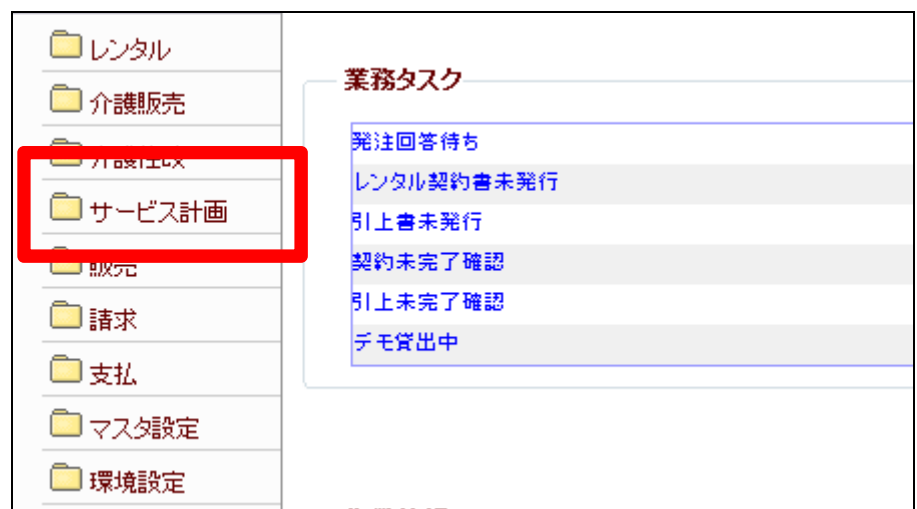 レンタル
介護販売
サービス計画
販売
請求
支払
マスタ設定
環境設定
業務タスク
発注回答待ち
レンタル契約書未発行
引上書未発行
契約未完了確認
引上未完了確認
デモ貸出中